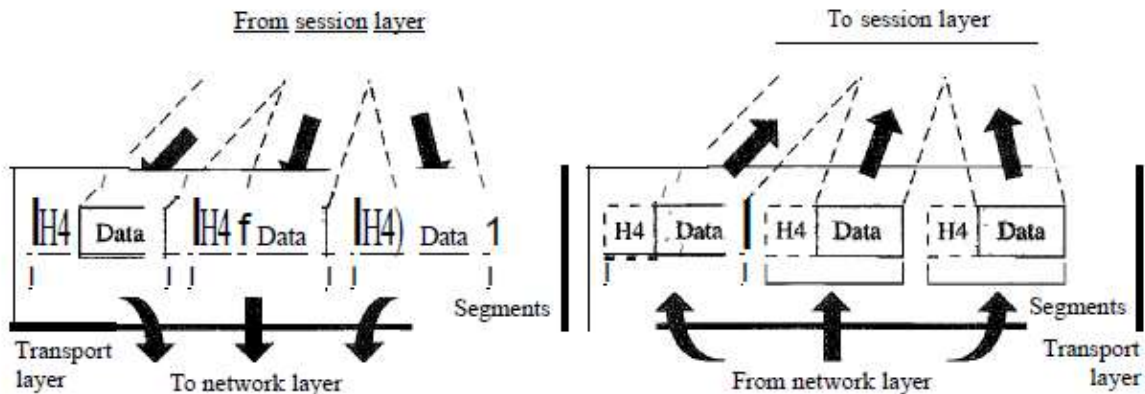 From session layer
To session layer
H4 Data H4 f Data H4) Data 1
H4 Data H4 Data H4 Data
Segments
Segments
Transport
layer
To network layer
From network layer
Transport
layer